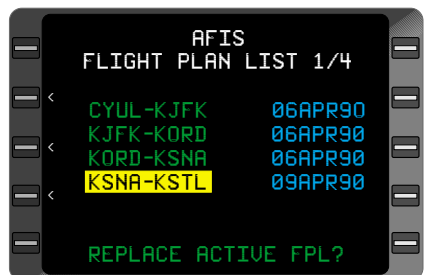 AFIS
FLIGHT PLAN LIST 1/4
CYUL-KJFK 06APR90
KJFK-KORD 06APR90
KORD-KSNA 06APR90
KSNA-KSTL 09APR90
REPLACE ACTIVE FPL?